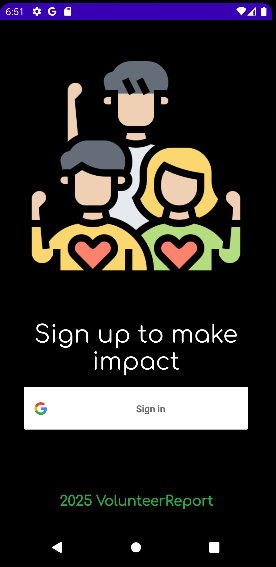 6:51
Sign up to make
impact
Sign in
2025 VolunteerReport